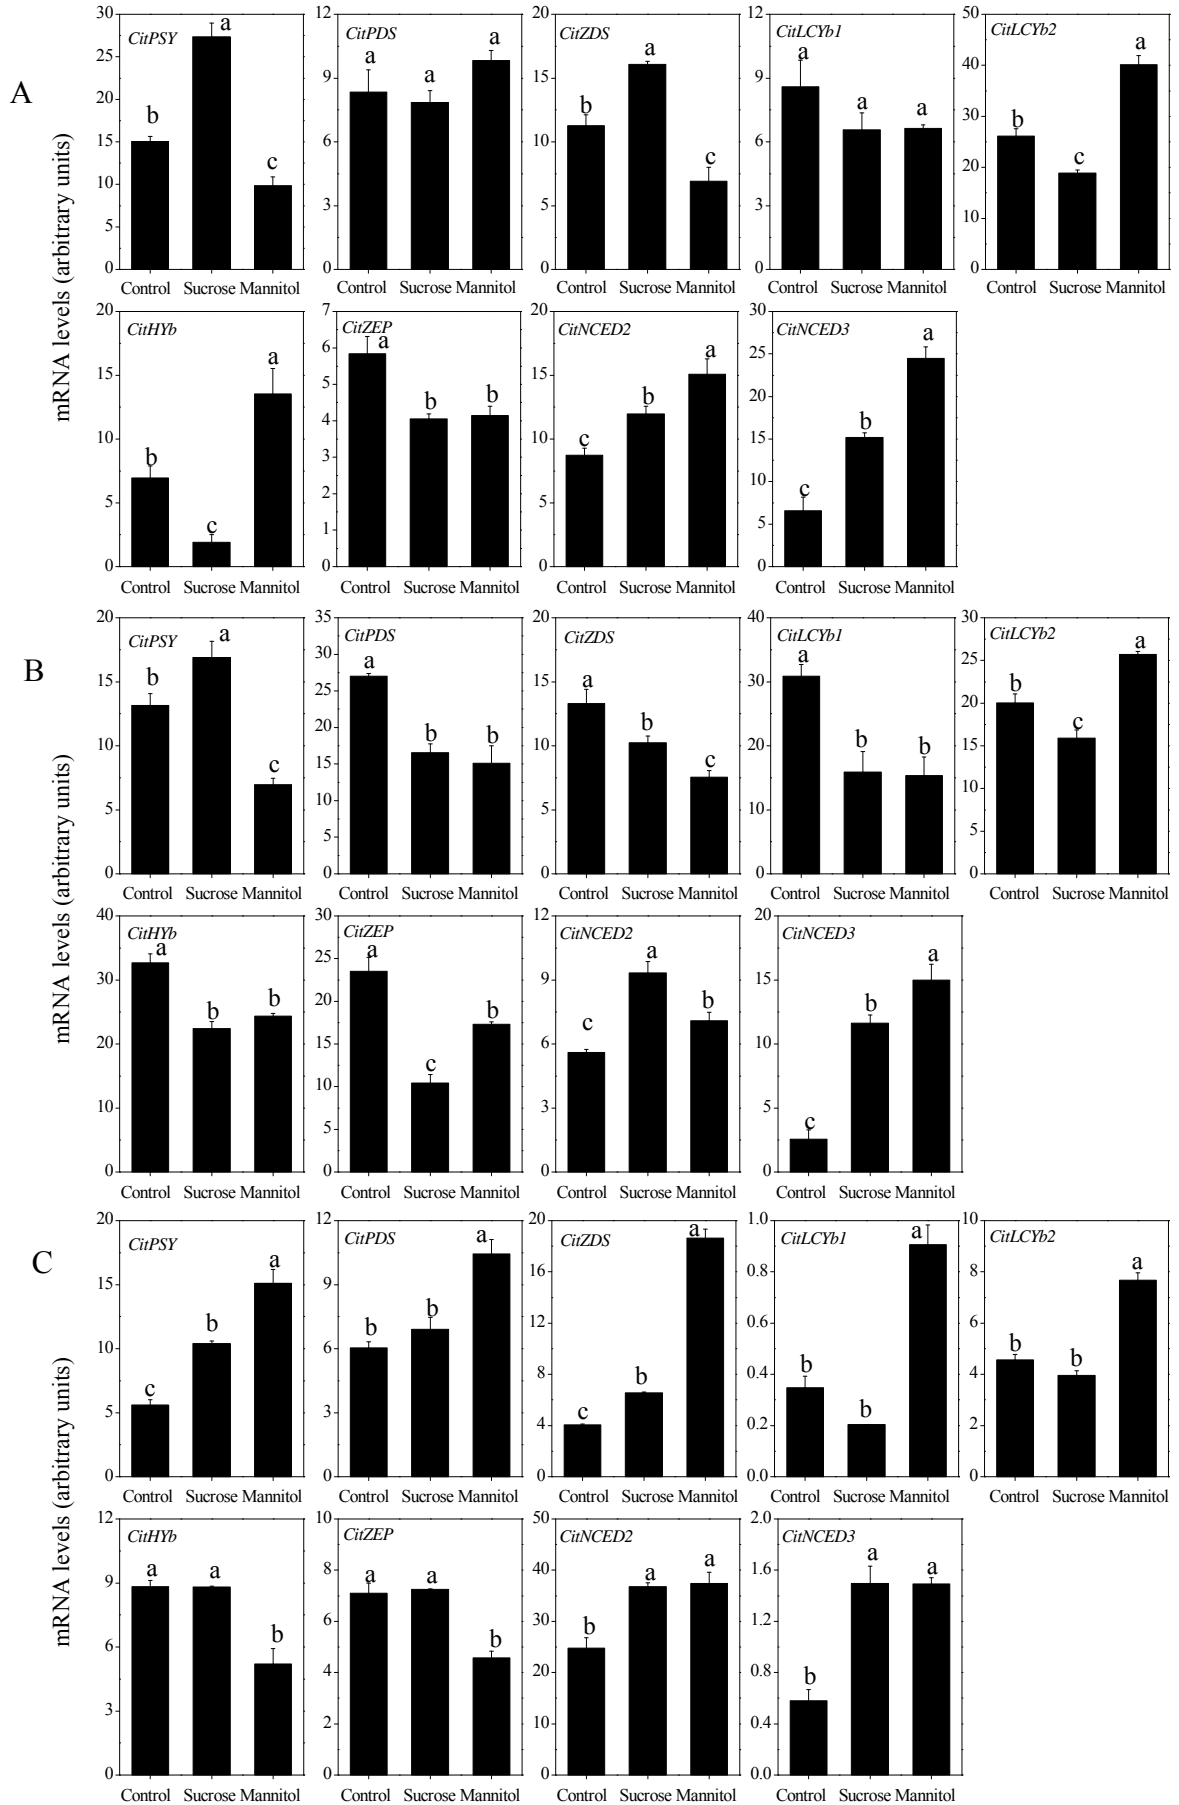 A
mRNA levels (arbitrary units)
CitPSY
30
25
20
15
10
5
0
b
a
c
Control Sucrose Mannitol
CitPDS
12
9
6
3
0
a
a
a
Control Sucrose Mannitol
CitZDS
20
15
10
5
0
b
a
c
Control Sucrose Mannitol
CitLCYb1
12
9
6
3
0
a
a
a
Control Sucrose Mannitol
CitLCYb2
50
40
30
20
10
0
b
c
a
Control Sucrose Mannitol
CitHYb
20
15
10
5
0
b
c
a
Control Sucrose Mannitol
CitZEP
7
6
5
4
3
2
1
0
a
b
b
Control Sucrose Mannitol
CitNCED2
20
15
10
5
0
c
b
a
Control Sucrose Mannitol
CitNCED3
30
25
20
15
10
5
0
c
b
a
Control Sucrose Mannitol
B
mRNA levels (arbitrary units)
CitPSY
20
15
10
5
0
b
a
c
Control Sucrose Mannitol
CitPDS
35
30
25
20
15
10
5
0
a
b
b
Control Sucrose Mannitol
CitZDS
20
15
10
5
0
a
b
c
Control Sucrose Mannitol
CitLCYb1
40
30
20
10
0
a
b
b
Control Sucrose Mannitol
CitLCYb2
30
25
20
15
10
5
0
b
c
a
Control Sucrose Mannitol
CitHYb
40
30
20
10
0
a
b
b
Control Sucrose Mannitol
CitZEP
30
25
20
15
10
5
0
a
c
b
Control Sucrose Mannitol
CitNCED2
12
9
6
3
0
c
a
b
Control Sucrose Mannitol
CitNCED3
20
15
10
5
0
c
b
a
Control Sucrose Mannitol
C
mRNA levels (arbitrary units)
CitPSY
20
15
10
5
0
c
b
a
Control Sucrose Mannitol
CitPDS
12
9
6
3
0
b
b
a
Control Sucrose Mannitol
CitZDS
20
16
12
8
4
0
c
b
a
Control Sucrose Mannitol
CitLCYb1
1.0
0.8
0.6
0.4
0.2
0.0
b
b
a
Control Sucrose Mannitol
CitLCYb2
10
8
6
4
2
0
b
b
a
Control Sucrose Mannitol
CitHYb
12
9
6
3
0
a
a
b
Control Sucrose Mannitol
CitZEP
10
8
6
4
2
0
a
a
b
Control Sucrose Mannitol
CitNCED2
50
40
30
20
10
0
b
a
a
Control Sucrose Mannitol
CitNCED3
2.0
1.6
1.2
0.8
0.4
0.0
b
a
a
Control Sucrose Mannitol